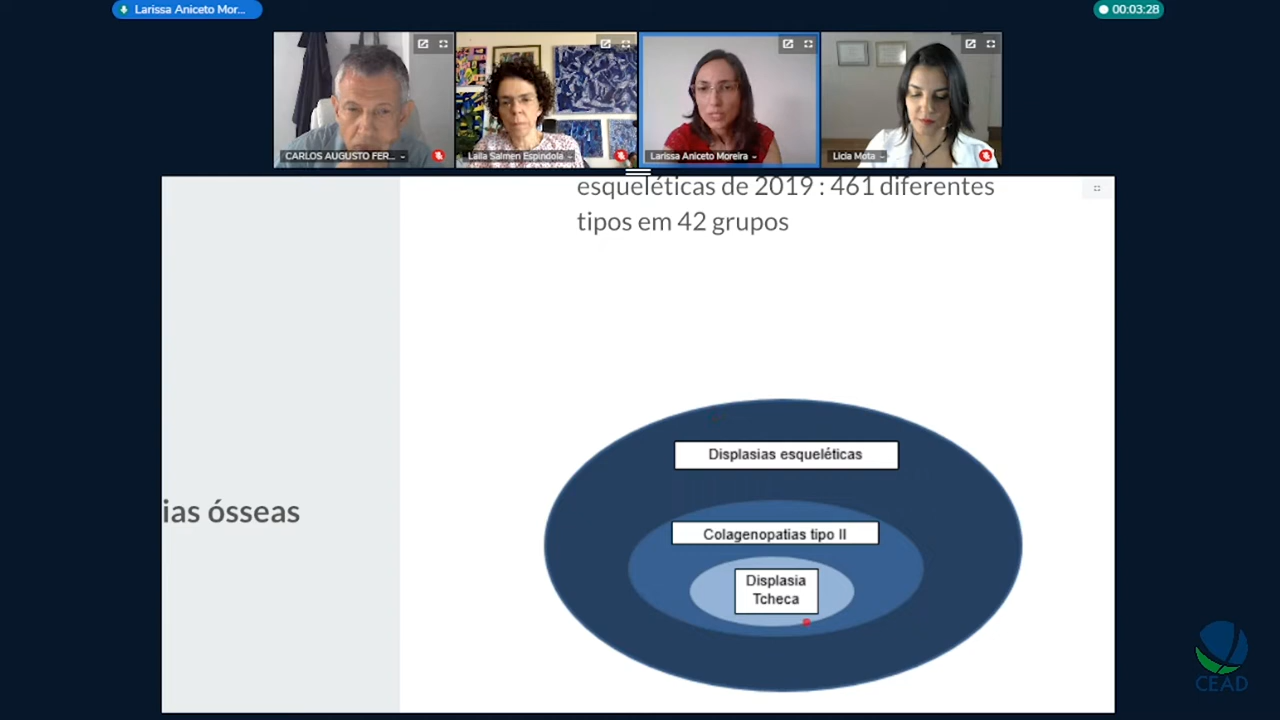 Larissa Aniceto Mor...
00:03:28
CARLOS AUGUSTO FER...
Laila Salmen Espindola
Larissa Aniceto Moreira
Licia Mota
esqueléticas de 2019 : 461 diferentes
tipos em 42 grupos
ias ósseas
Displasias esqueléticas
Colagenopatias tipo II
Displasia
Tcheca
CEAD